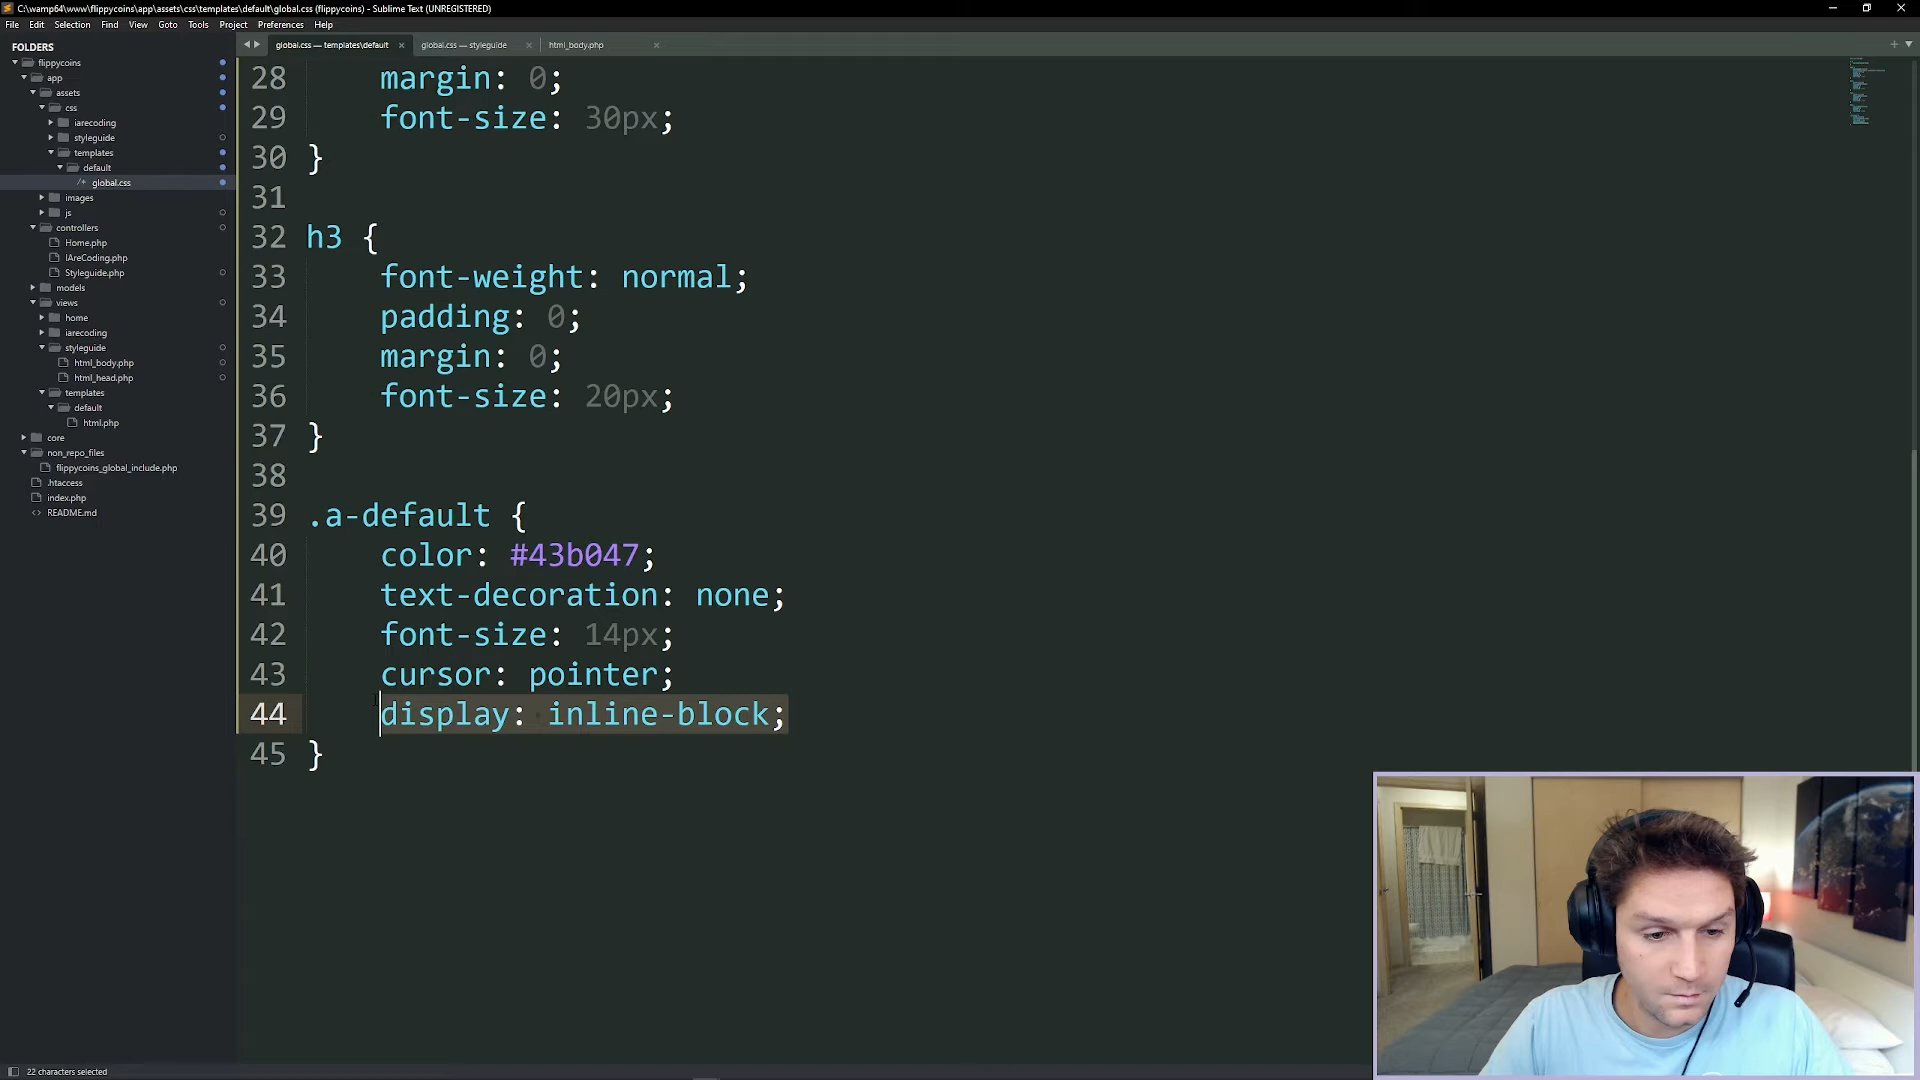 C:\wamp64\www\flippycoins\app\assets\css\templates\default\global.css (flippycoins) - Sublime Text (UNREGISTERED)
File Edit Selection Find View Goto Tools Project Preferences Help
FOLDERS
flippycoins
app
assets
css
iarecoding
styleguide
templates
default
/* global.css
images
js
controllers
Home.php
IAreCoding.php
Styleguide.php
models
views
home
iarecoding
styleguide
html_body.php
html_head.php
templates
default
html.php
core
non_repo_files
flippycoins_global_include.php
.htaccess
index.php
<> README.md
global.css — templates\default × global.css — styleguide × html_body.php ×
28 margin: 0;
29 font-size: 30px;
30 }
31
32 h3 {
33 font-weight: normal;
34 padding: 0;
35 margin: 0;
36 font-size: 20px;
37 }
38
39 .a-default {
40 color: #43b047;
41 text-decoration: none;
42 font-size: 14px;
43 cursor: pointer;
44 display: inline-block;
45 }
22 characters selected